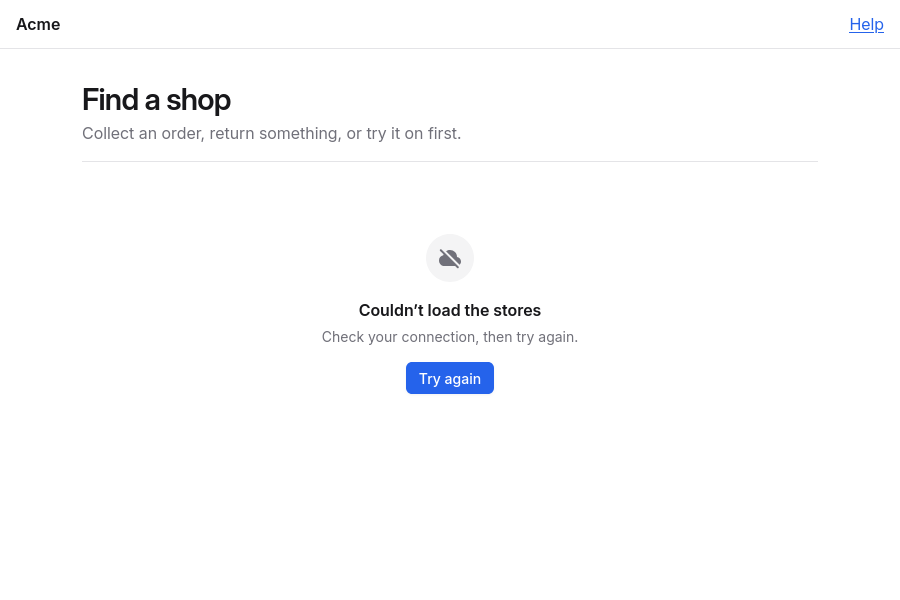 Acme
Help
Find a shop
Collect an order, return something, or try it on first.
Couldn’t load the stores
Check your connection, then try again.
Try again